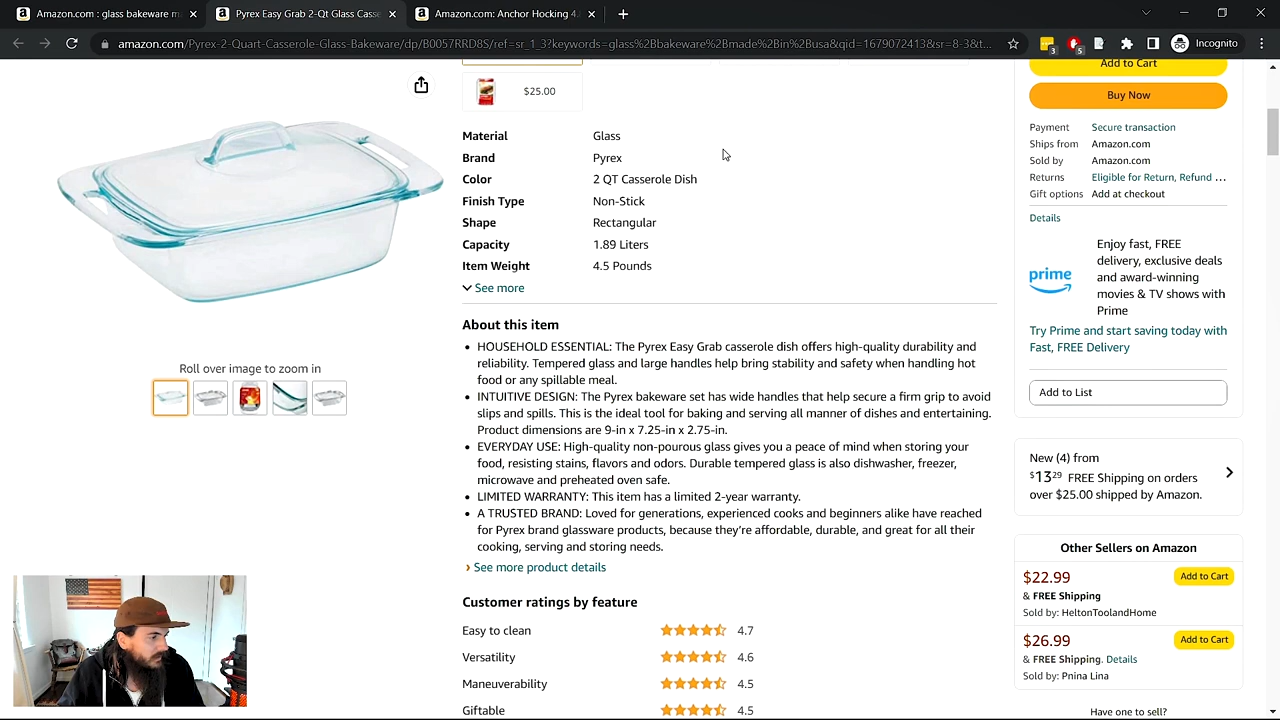 Amazon.com : glass bakeware m
Pyrex Easy Grab 2-Qt Glass Casse
Amazon.com: Anchor Hocking 4.
amazon.com/Pyrex-2-Quart-Casserole-Glass-Bakeware/dp/B0057RRD8S/ref=sr_1_3?keywords=glass%2Bbakeware%2Bmade%2Bin%2Busa&qid=1679072413&sr=8-3&t...
3
5
Incognito
$25.00
Material Glass
Brand Pyrex
Color 2 QT Casserole Dish
Finish Type Non-Stick
Shape Rectangular
Capacity 1.89 Liters
Item Weight 4.5 Pounds
See more
Roll over image to zoom in
About this item
HOUSEHOLD ESSENTIAL: The Pyrex Easy Grab casserole dish offers high-quality durability and
reliability. Tempered glass and large handles help bring stability and safety when handling hot
food or any spillable meal.
INTUITIVE DESIGN: The Pyrex bakeware set has wide handles that help secure a firm grip to avoid
slips and spills. This is the ideal tool for baking and serving all manner of dishes and entertaining.
Product dimensions are 9-in x 7.25-in x 2.75-in.
EVERYDAY USE: High-quality non-pourous glass gives you a peace of mind when storing your
food, resisting stains, flavors and odors. Durable tempered glass is also dishwasher, freezer,
microwave and preheated oven safe.
LIMITED WARRANTY: This item has a limited 2-year warranty.
A TRUSTED BRAND: Loved for generations, experienced cooks and beginners alike have reached
for Pyrex brand glassware products, because they're affordable, durable, and great for all their
cooking, serving and storing needs.
› See more product details
Customer ratings by feature
Easy to clean 4.7
Versatility 4.6
Maneuverability 4.5
Giftable 4.5
Add to Cart
Buy Now
Payment Secure transaction
Ships from Amazon.com
Sold by Amazon.com
Returns Eligible for Return, Refund ...
Gift options Add at checkout
Details
prime
Enjoy fast, FREE
delivery, exclusive deals
and award-winning
movies & TV shows with
Prime
Try Prime and start saving today with
Fast, FREE Delivery
Add to List
New (4) from
$13.29 FREE Shipping on orders
over $25.00 shipped by Amazon.
Other Sellers on Amazon
$22.99 Add to Cart
& FREE Shipping
Sold by: HeltonToolandHome
$26.99 Add to Cart
& FREE Shipping. Details
Sold by: Pnina Lina
Have one to sell?